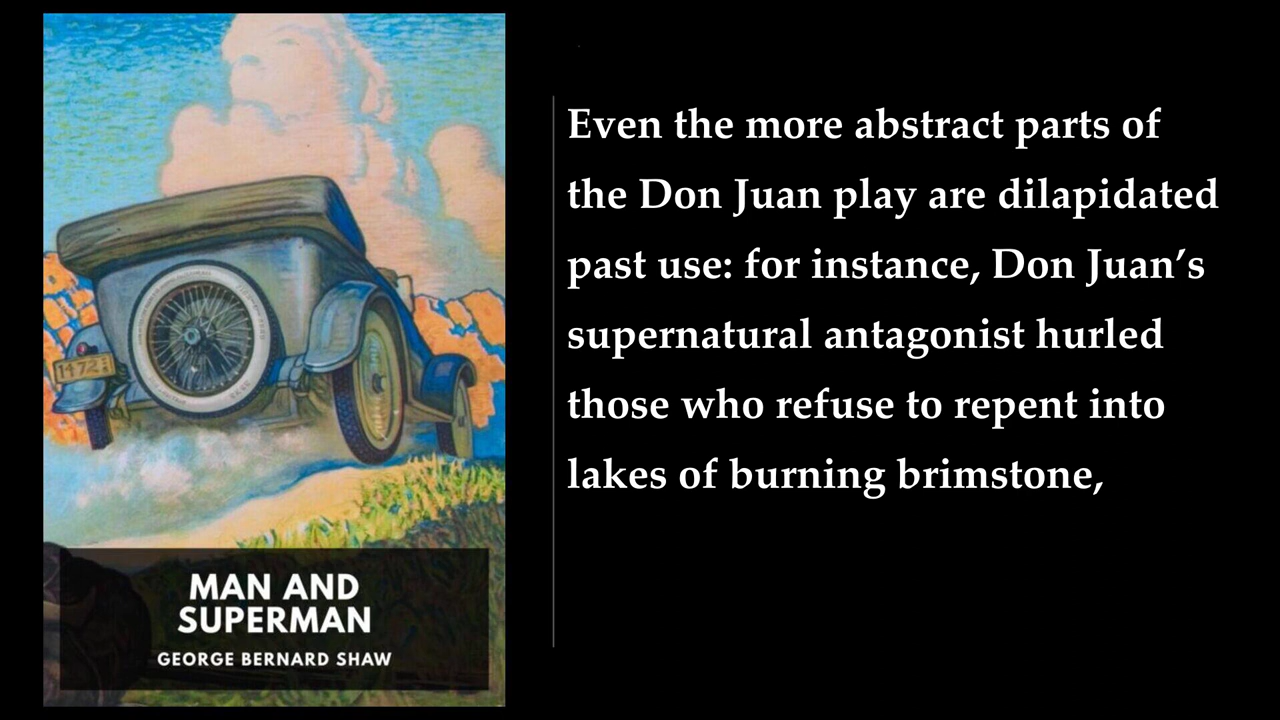 Even the more abstract parts of
the Don Juan play are dilapidated
past use: for instance, Don Juan’s
supernatural antagonist hurled
those who refuse to repent into
lakes of burning brimstone,
1472
MAN AND
SUPERMAN
GEORGE BERNARD SHAW